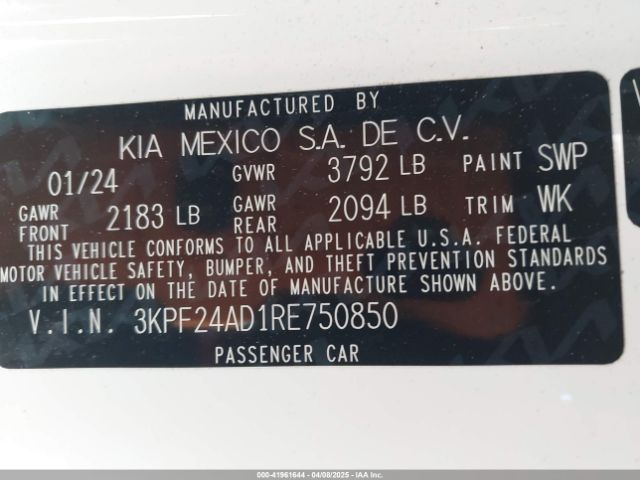 MANUFACTURED BY
KIA MEXICO S.A. DE C.V.
01/24 GVWR 3792 LB PAINT SWP
GAWR FRONT 2183 LB GAWR REAR 2094 LB TRIM WK
THIS VEHICLE CONFORMS TO ALL APPLICABLE U.S.A. FEDERAL
MOTOR VEHICLE SAFETY, BUMPER, AND THEFT PREVENTION STANDARDS
IN EFFECT ON THE DATE OF MANUFACTURE SHOWN ABOVE.
V.I.N. 3KPF24AD1RE750850
PASSENGER CAR
000-41961644 - 04/08/2025 - IAA Inc.